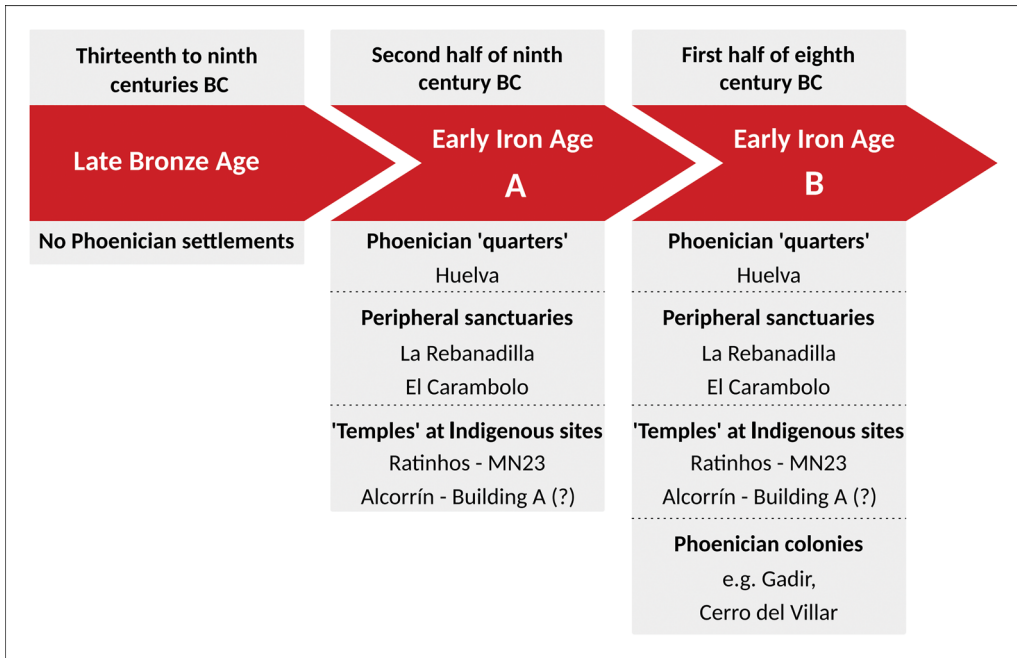 Thirteenth to ninth
centuries BC
Late Bronze Age
No Phoenician settlements
Second half of ninth
century BC
Early Iron Age
A
Phoenician 'quarters'
Huelva
Peripheral sanctuaries
La Rebanadilla
El Carambolo
'Temples' at Indigenous sites
Ratinhos - MN23
Alcorrín - Building A (?)
First half of eighth
century BC
Early Iron Age
B
Phoenician 'quarters'
Huelva
Peripheral sanctuaries
La Rebanadilla
El Carambolo
'Temples' at Indigenous sites
Ratinhos - MN23
Alcorrín - Building A (?)
Phoenician colonies
e.g. Gadir,
Cerro del Villar